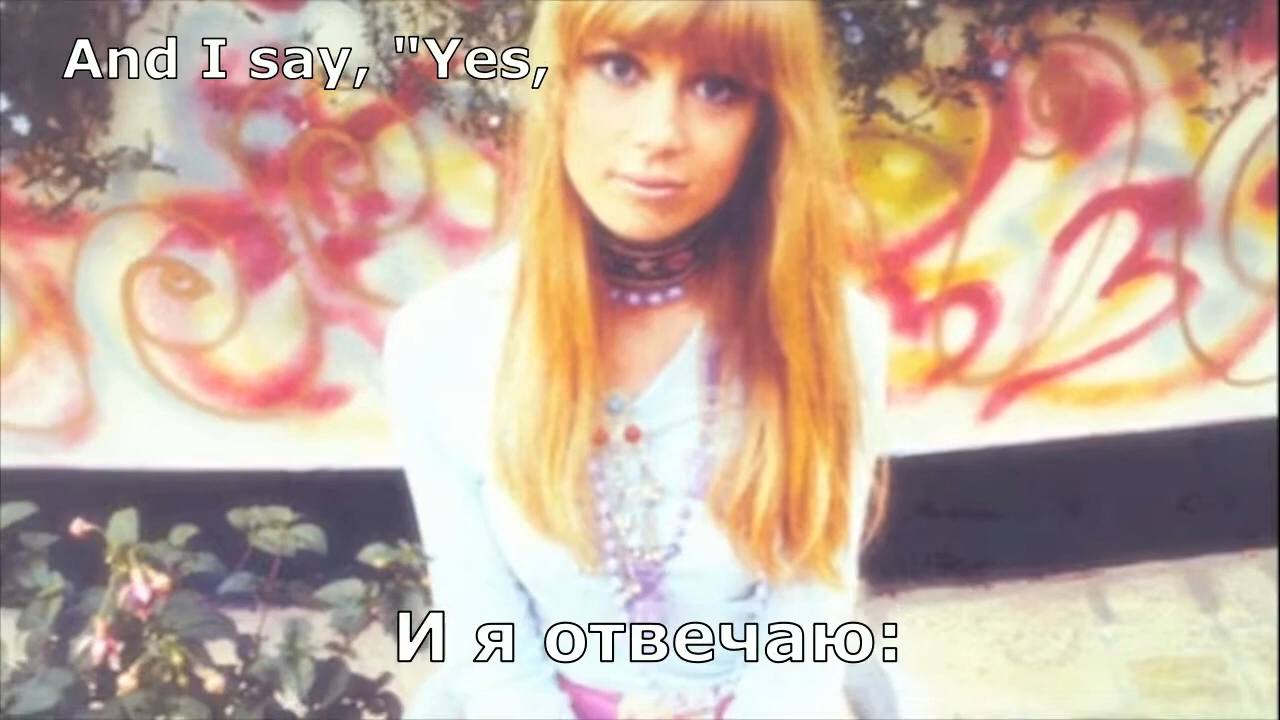 And I say, "Yes,
И я отвечаю: